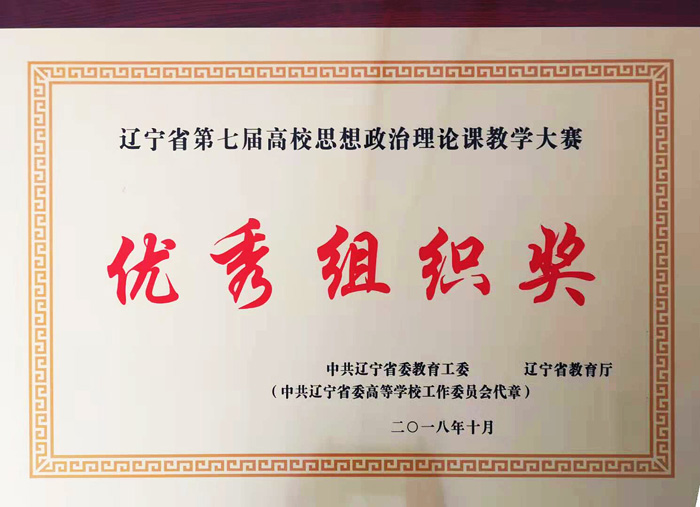 辽宁省第七届高校思想政治理论课教学大赛
优秀组织奖
中共辽宁省委教育工委 辽宁省教育厅
（中共辽宁省委高等学校工作委员会代章）
二〇一八年十月